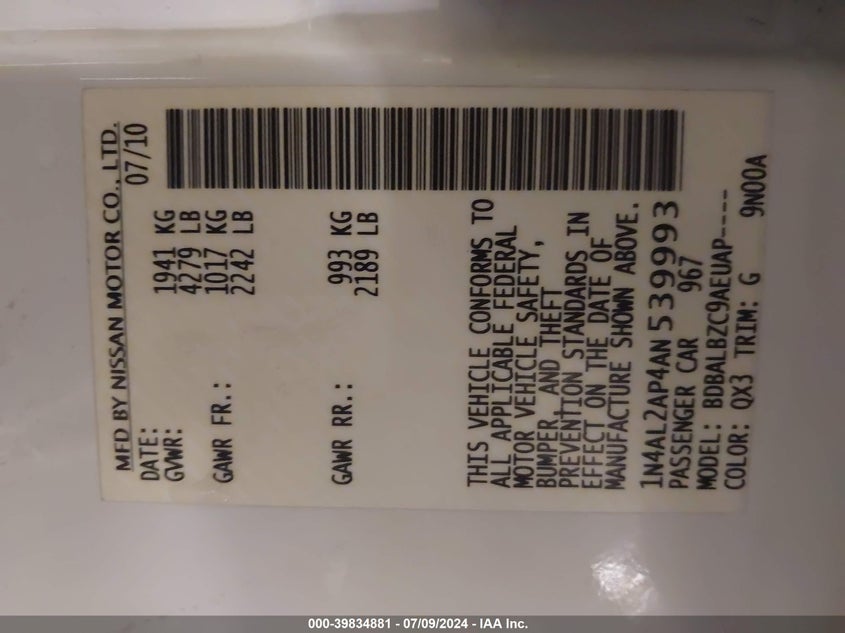 MFD BY NISSAN MOTOR CO., LTD.
DATE: 07/10
GVWR: 1941 KG
4279 LB
GAWR FR.: 1017 KG
2242 LB
GAWR RR.: 993 KG
2189 LB
THIS VEHICLE CONFORMS TO
ALL APPLICABLE FEDERAL
MOTOR VEHICLE SAFETY,
BUMPER, AND THEFT
PREVENTION STANDARDS IN
EFFECT ON THE DATE OF
MANUFACTURE SHOWN ABOVE.
1N4AL2AP4AN539993
PASSENGER CAR 967
MODEL: BDBALBZC9AEUAP----
COLOR: QX3 TRIM: G 9N00A
000-39834881 - 07/09/2024 - IAA Inc.